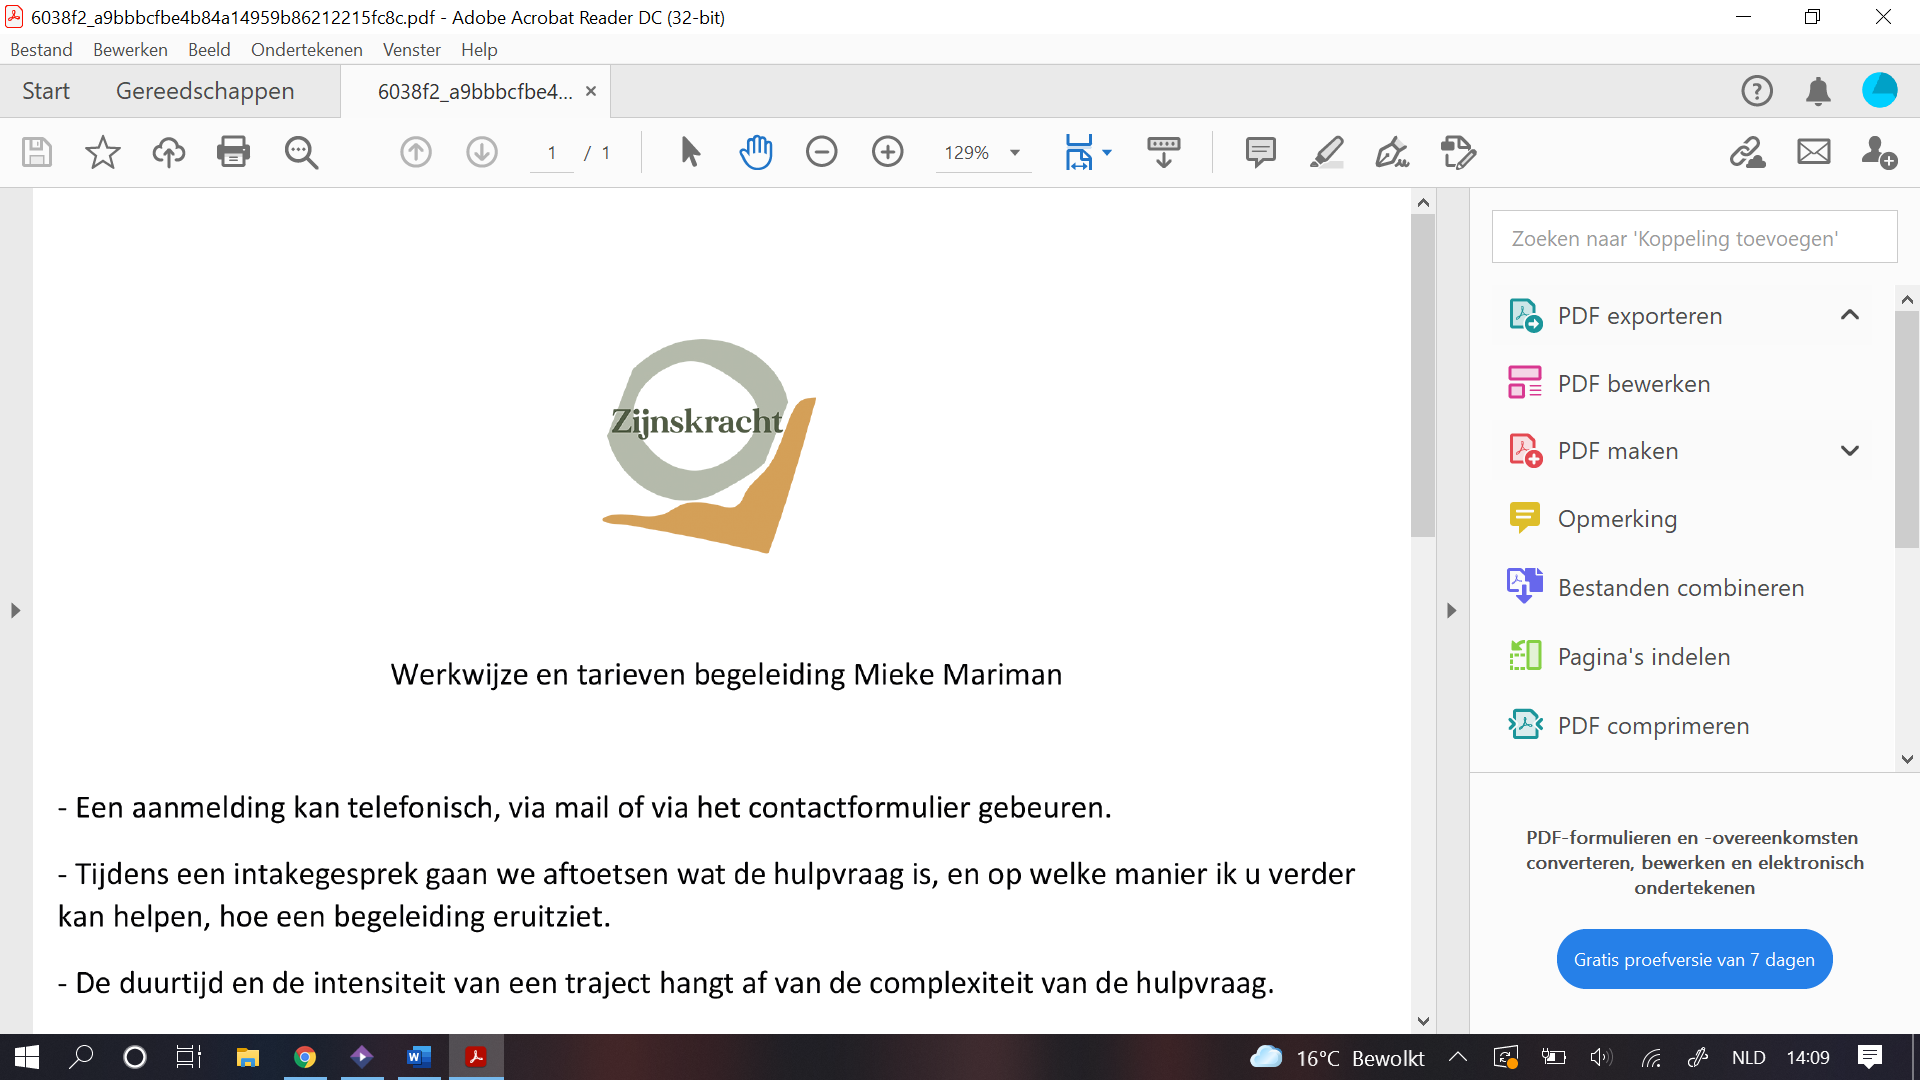 6038f2_a9bbbcfbe4b84a14959b86212215fc8c.pdf - Adobe Acrobat Reader DC (32-bit)
Bestand Bewerken Beeld Ondertekenen Venster Help
Start Gereedschappen 6038f2_a9bbbcfbe4... ×
1 / 1 129%
Zoeken naar 'Koppeling toevoegen'
PDF exporteren
PDF bewerken
PDF maken
Opmerking
Bestanden combineren
Pagina's indelen
PDF comprimeren
PDF-formulieren en -overeenkomsten
converteren, bewerken en elektronisch
ondertekenen
Gratis proefversie van 7 dagen
Zijnskracht
Werkwijze en tarieven begeleiding Mieke Mariman
- Een aanmelding kan telefonisch, via mail of via het contactformulier gebeuren.
- Tijdens een intakegesprek gaan we aftoetsen wat de hulpvraag is, en op welke manier ik u verder
kan helpen, hoe een begeleiding eruitziet.
- De duurtijd en de intensiteit van een traject hangt af van de complexiteit van de hulpvraag.
16°C Bewolkt NLD 14:09